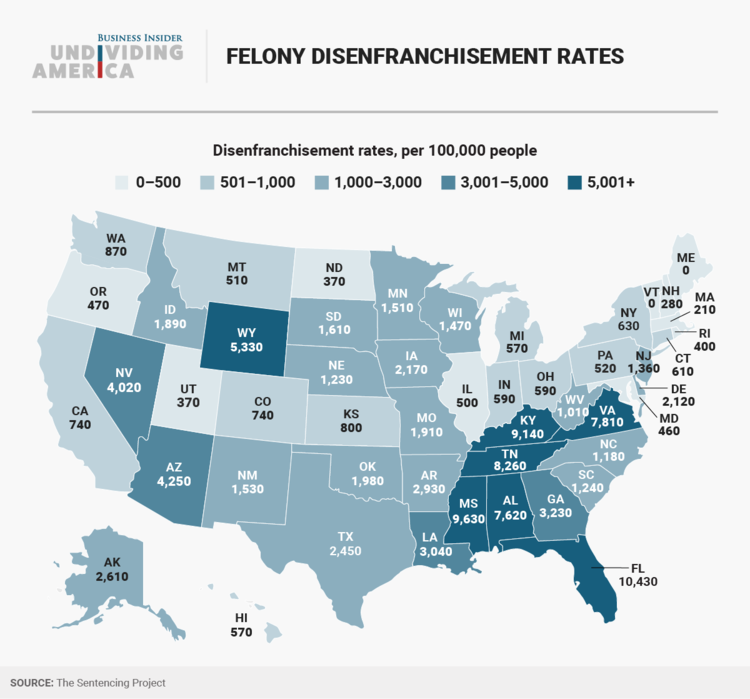 BUSINESS INSIDER
UNDIVIDING
AMERICA
FELONY DISENFRANCHISEMENT RATES
Disenfranchisement rates, per 100,000 people
0–500
501–1,000
1,000–3,000
3,001–5,000
5,001+
WA
870
OR
470
CA
740
ID
1,890
NV
4,020
MT
510
WY
5,330
UT
370
AZ
4,250
CO
740
NM
1,530
ND
370
SD
1,610
NE
1,230
KS
800
OK
1,980
TX
2,450
MN
1,510
IA
2,170
MO
1,910
AR
2,930
LA
3,040
WI
1,470
IL
500
MI
570
IN
590
OH
590
KY
9,140
TN
8,260
MS
9,630
AL
7,620
GA
3,230
FL
10,430
SC
1,240
NC
1,180
VA
7,810
WV
1,010
PA
520
NY
630
NJ
1,360
VT
0
NH
280
ME
0
MA
210
RI
400
CT
610
DE
2,120
MD
460
AK
2,610
HI
570
SOURCE: The Sentencing Project